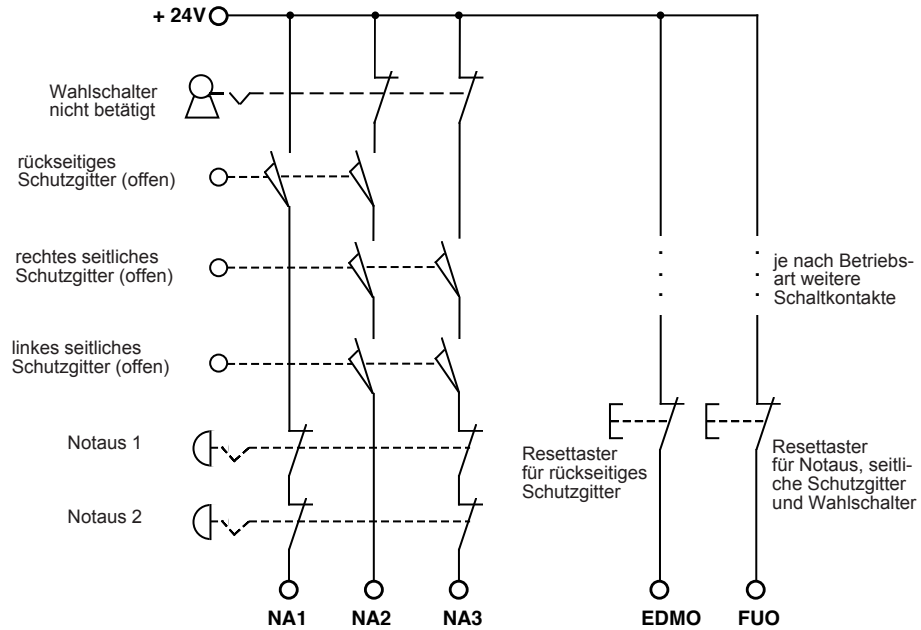 + 24V
Wahlschalter
nicht betätigt
rückseitiges
Schutzgitter (offen)
rechtes seitliches
Schutzgitter (offen)
je nach Betriebs-
art weitere
Schaltkontakte
linkes seitliches
Schutzgitter (offen)
Notaus 1
Resettaster
für rückseitiges
Schutzgitter
Resettaster
für Notaus, seitli-
che Schutzgitter
und Wahlschalter
Notaus 2
NA1 NA2 NA3 EDMO FUO